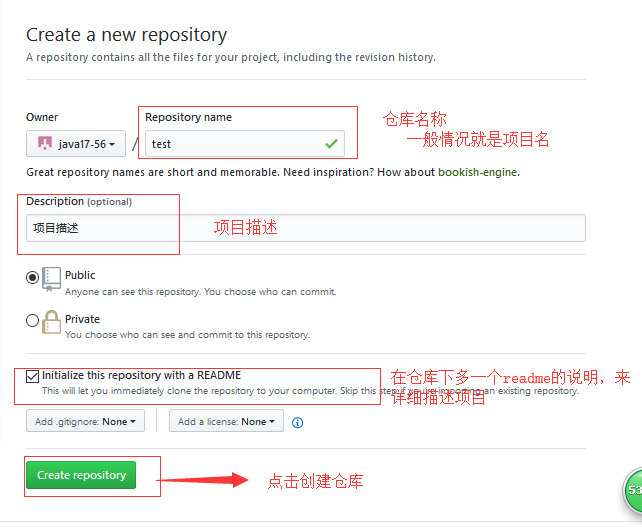 Create a new repository
A repository contains all the files for your project, including the revision history.
Owner
Repository name
仓库名称
java17-56
/
test
一般情况就是项目名
Great repository names are short and memorable. Need inspiration? How about bookish-engine.
Description (optional)
项目描述
项目描述
Public
Anyone can see this repository. You choose who can commit.
Private
You choose who can see and commit to this repository.
Initialize this repository with a README
在仓库下多一个readme的说明，来
This will let you immediately clone the repository to your computer. Skip this step if you're importing an existing repository.
详细描述项目
Add .gitignore: None
Add a license: None
Create repository
点击创建仓库